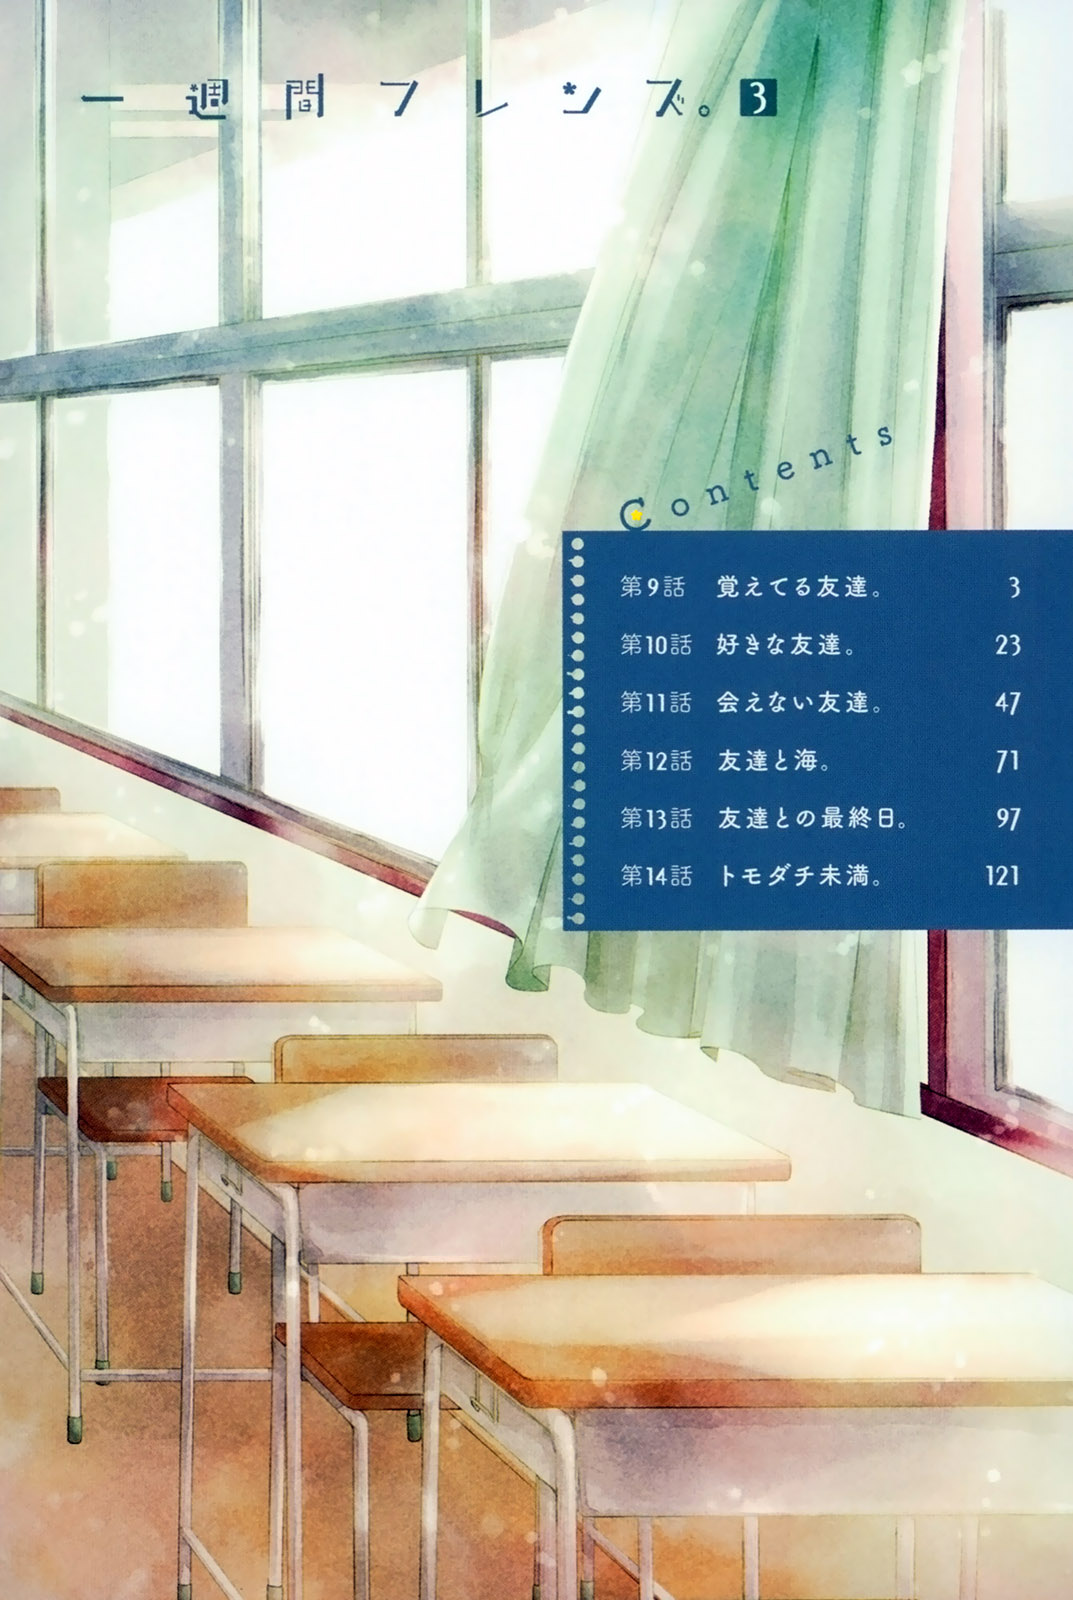 一週間フレンズ。3
Contents
第9話 覚えてる友達。 3
第10話 好きな友達。 23
第11話 会えない友達。 47
第12話 友達と海。 71
第13話 友達との最終日。 97
第14話 トモダチ未満。 121